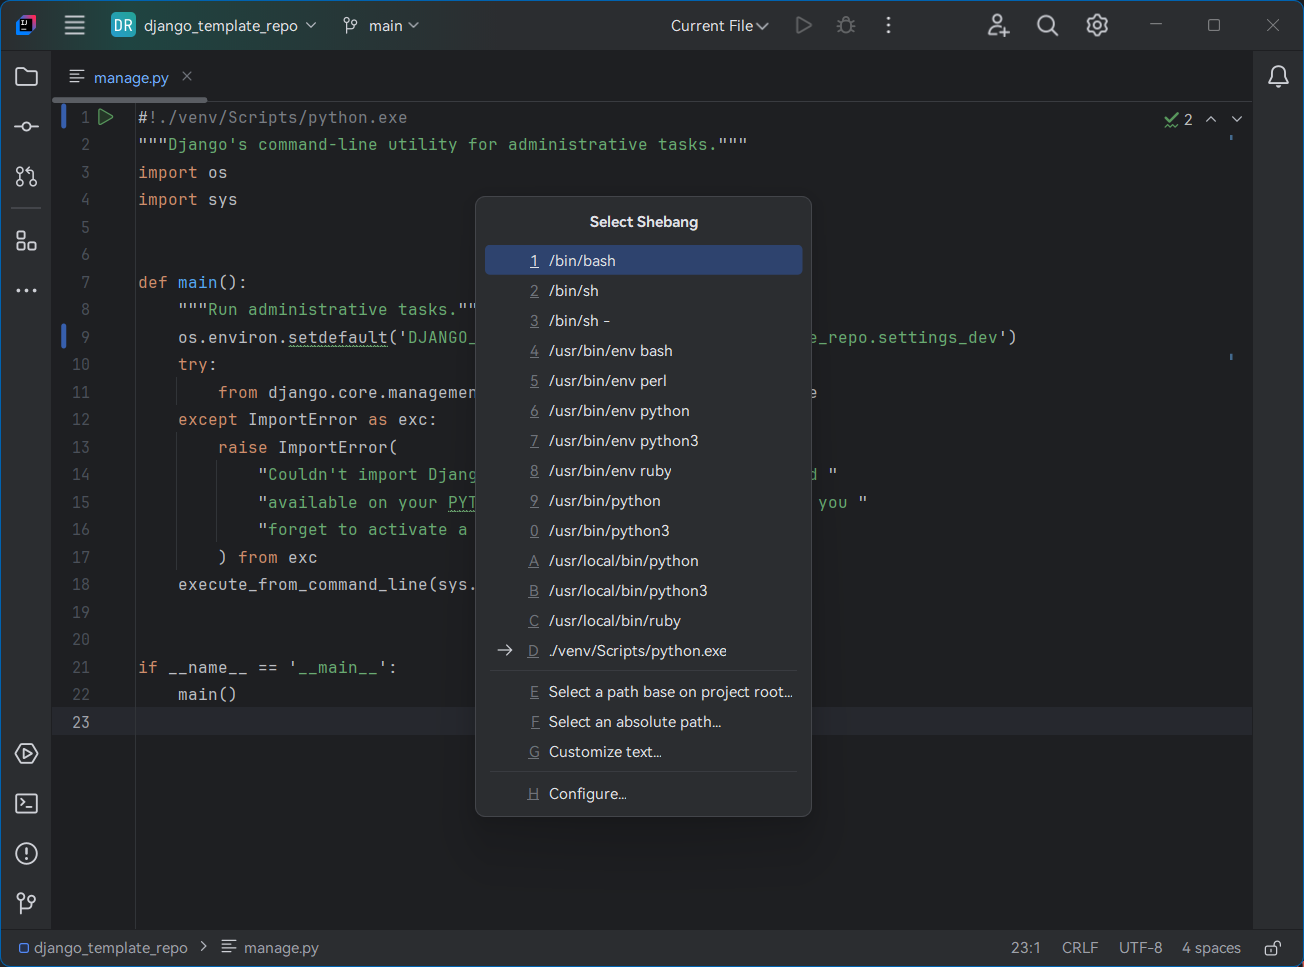 DR django_template_repo main Current File
manage.py
1 #!./venv/Scripts/python.exe 2
2 """Django's command-line utility for administrative tasks."""
3 import os
4 import sys
5
6
7 def main():
8 """Run administrative tasks.""
9 os.environ.setdefault('DJANGO_ e_repo.settings_dev')
10 try:
11 from django.core.managemen e
12 except ImportError as exc:
13 raise ImportError(
14 "Couldn't import Djang d "
15 "available on your PYT you "
16 "forget to activate a
17 ) from exc
18 execute_from_command_line(sys.
19
20
21 if __name__ == '__main__':
22 main()
23
Select Shebang
1 /bin/bash
2 /bin/sh
3 /bin/sh -
4 /usr/bin/env bash
5 /usr/bin/env perl
6 /usr/bin/env python
7 /usr/bin/env python3
8 /usr/bin/env ruby
9 /usr/bin/python
0 /usr/bin/python3
A /usr/local/bin/python
B /usr/local/bin/python3
C /usr/local/bin/ruby
D ./venv/Scripts/python.exe
E Select a path base on project root...
F Select an absolute path...
G Customize text...
H Configure...
django_template_repo manage.py 23:1 CRLF UTF-8 4 spaces